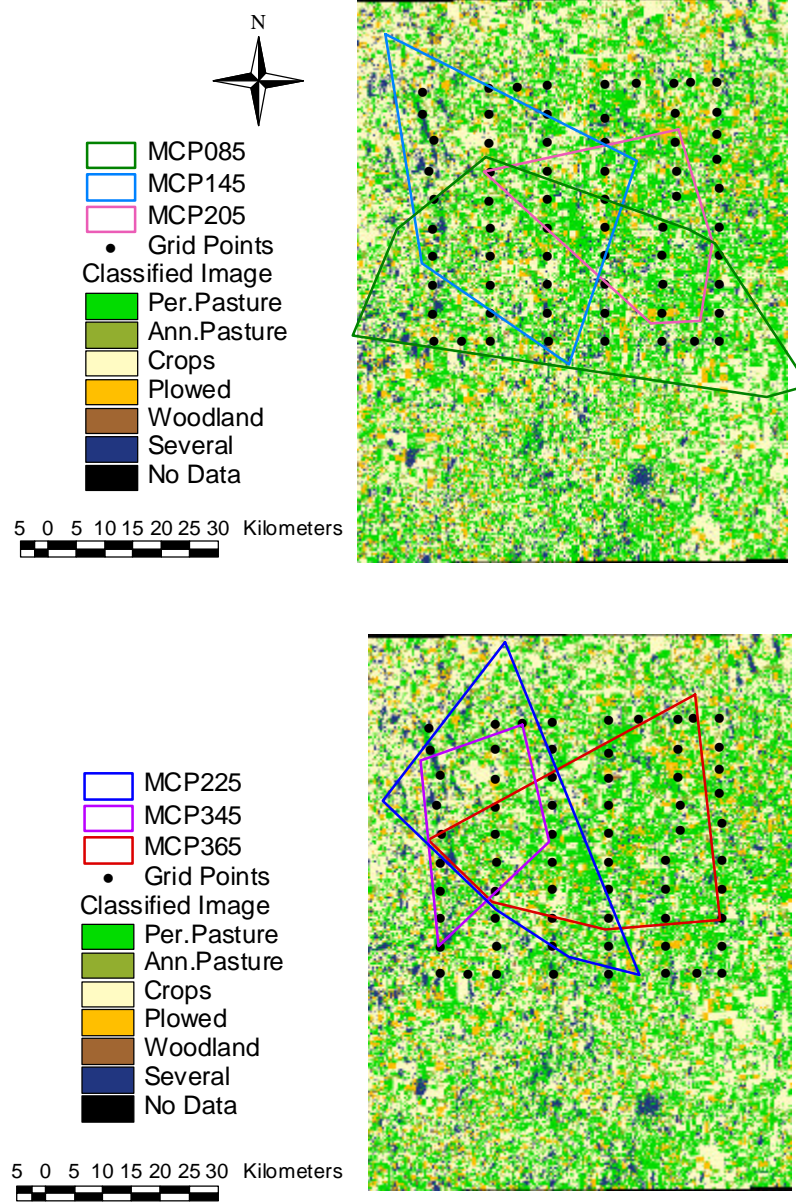 N
MCP085
MCP145
MCP205
Grid Points
Classified Image
Per.Pasture
Ann.Pasture
Crops
Plowed
Woodland
Several
No Data
5 0 5 10 15 20 25 30 Kilometers
MCP225
MCP345
MCP365
Grid Points
Classified Image
Per.Pasture
Ann.Pasture
Crops
Plowed
Woodland
Several
No Data
5 0 5 10 15 20 25 30 Kilometers